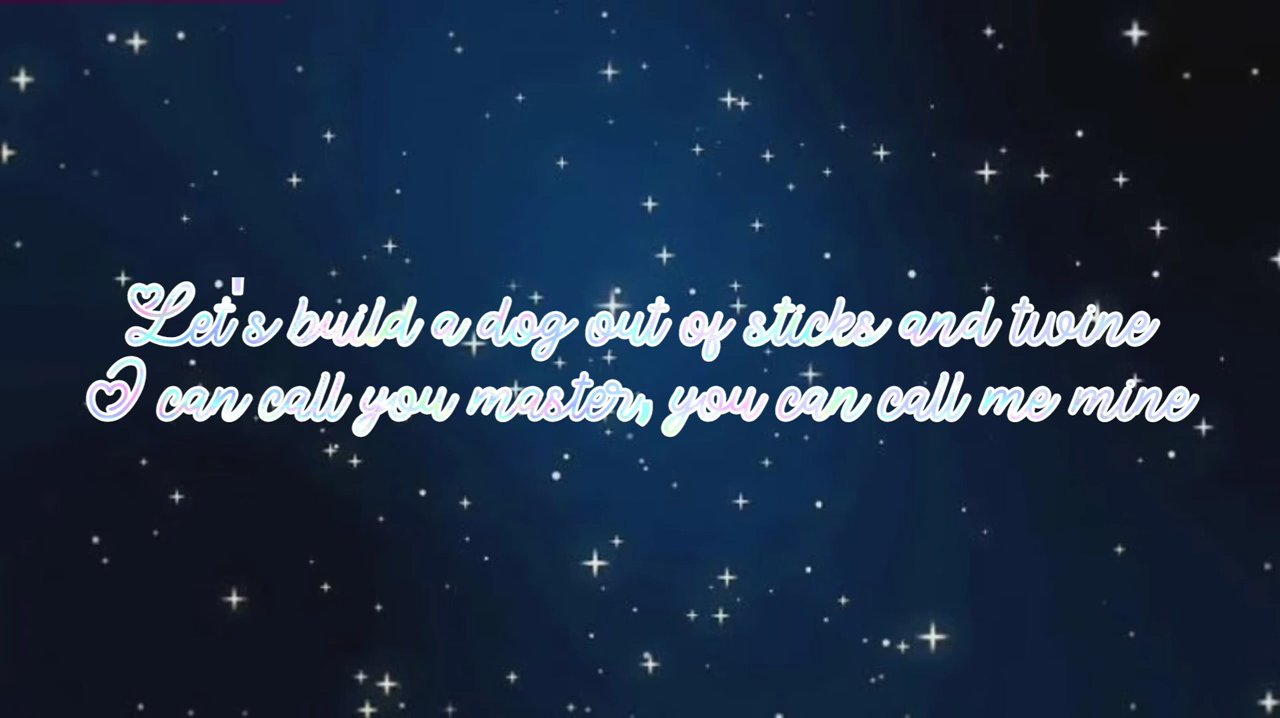 Let's build a dog out of sticks and twine
I can call you master, you can call me mine